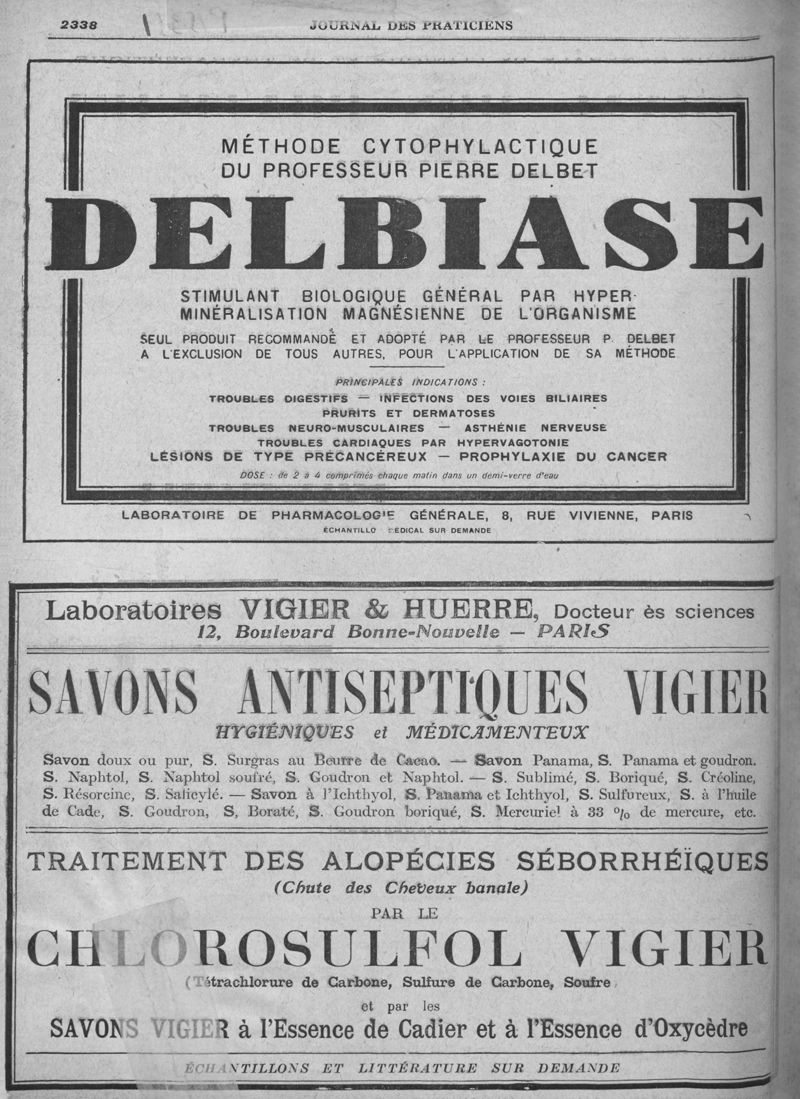 2338
JOURNAL DES PRATICIENS
MÉTHODE CYTOPHYLACTIQUE
DU PROFESSEUR PIERRE DELBET
DELBIASE
STIMULANT BIOLOGIQUE GÉNÉRAL PAR HYPER-
MINÉRALISATION MAGNÉSIENNE DE L'ORGANISME
SEUL PRODUIT RECOMMANDÉ ET ADOPTÉ PAR LE PROFESSEUR P. DELBET
A L'EXCLUSION DE TOUS AUTRES, POUR L'APPLICATION DE SA MÉTHODE
PRINCIPALES INDICATIONS :
TROUBLES DIGESTIFS — INFECTIONS DES VOIES BILIAIRES
PRURITS ET DERMATOSES
TROUBLES NEURO-MUSCULAIRES — ASTHÉNIE NERVEUSE
TROUBLES CARDIAQUES PAR HYPERVAGOTONIE
LÉSIONS DE TYPE PRÉCANCÉREUX — PROPHYLAXIE DU CANCER
DOSE : de 2 à 4 comprimés chaque matin dans un demi-verre d'eau
LABORATOIRE DE PHARMACOLOGIE GÉNÉRALE, 8, RUE VIVIENNE, PARIS
ÉCHANTILLO ÉDICAL SUR DEMANDE
Laboratoires VIGIER & HUERRE, Docteur ès sciences
12, Boulevard Bonne-Nouvelle — PARIS
SAVONS ANTISEPTIQUES VIGIER
HYGIÉNIQUES et MÉDICAMENTEUX
Savon doux ou pur, S. Surgras au Beurre de Cacao. — Savon Panama, S. Panama et goudron.
S. Naphtol, S. Naphtol soufré, S. Goudron et Naphtol. — S. Sublimé, S. Boriqué, S. Créoline,
S. Résorcine, S. Salicylé. — Savon à l'Ichthyol, S. Panama et Ichthyol, S. Sulfureux, S. à l'huile
de Cade, S. Goudron, S, Boraté, S. Goudron boriqué, S. Mercuriel à 33 % de mercure, etc.
TRAITEMENT DES ALOPÉCIES SÉBORRHÉÏQUES
(Chute des Cheveux banale)
PAR LE
CHLOROSULFOL VIGIER
(Tétrachlorure de Carbone, Sulfure de Carbone, Soufre)
et par les
SAVONS VIGIER à l'Essence de Cadier et à l'Essence d'Oxycèdre
ÉCHANTILLONS ET LITTÉRATURE SUR DEMANDE